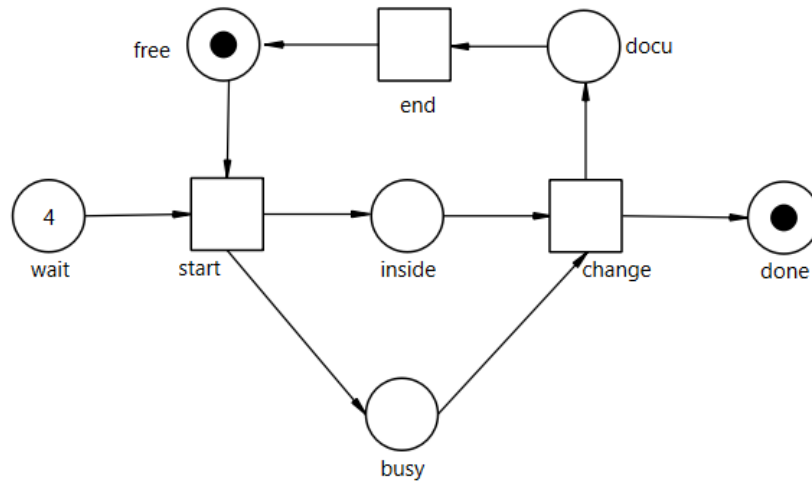 free
docu
end
4
wait
start
inside
change
done
busy